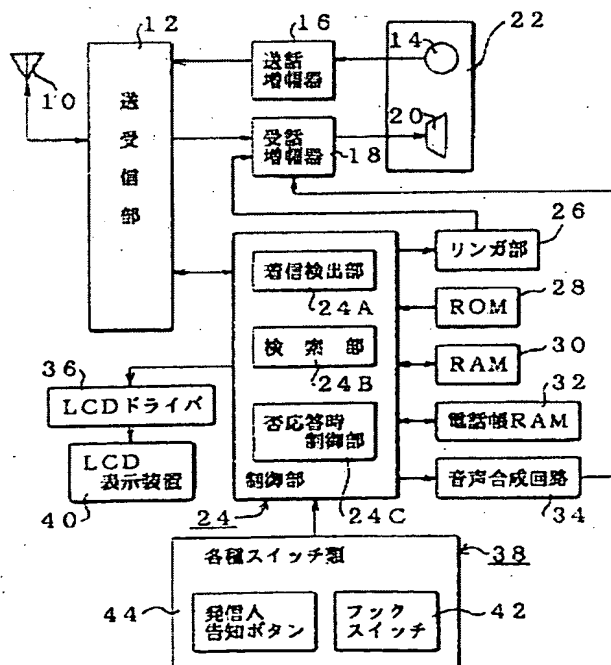 12
16
22
送話
増幅器
14
10
送受信部
受話
増幅器
18
20
リンガ部
26
着信検出部
24A
ROM
28
検索部
24B
RAM
30
36
LCDドライバ
否応答時
制御部
電話帳RAM
32
LCD
表示装置
40
制御部
24
24C
音声合成回路
34
各種スイッチ類
38
44
発信人
告知ボタン
フック
スイッチ
42